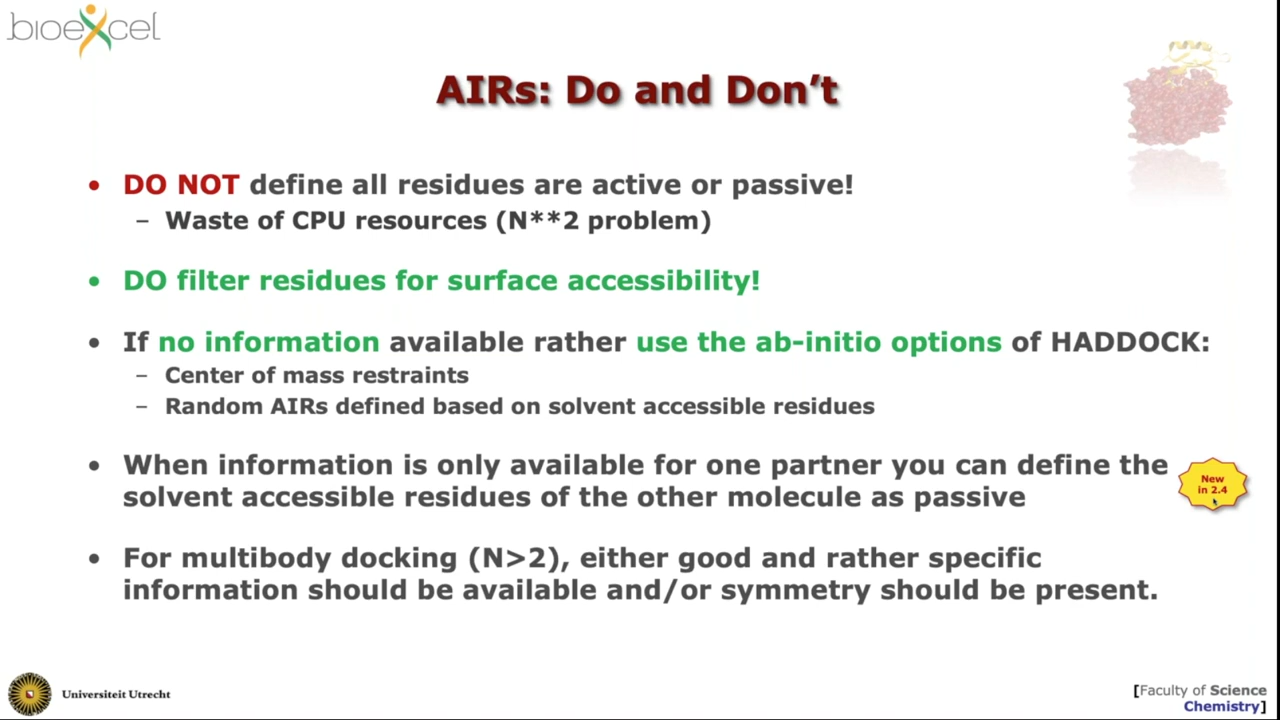 bioexcel
AIRs: Do and Don't
• DO NOT define all residues are active or passive!
– Waste of CPU resources (N**2 problem)
• DO filter residues for surface accessibility!
• If no information available rather use the ab-initio options of HADDOCK:
– Center of mass restraints
– Random AIRs defined based on solvent accessible residues
• When information is only available for one partner you can define the
solvent accessible residues of the other molecule as passive
New
in 2.4
• For multibody docking (N>2), either good and rather specific
information should be available and/or symmetry should be present.
Universiteit Utrecht
[Faculty of Science
Chemistry]